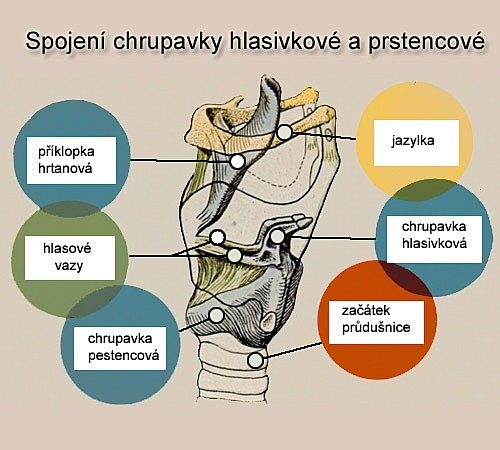 Spojení chrupavky hlasivkové a prstencové
příklopka
hrtanová
jazylka
chrupavka
hlasivková
hlasové
vazy
začátek
průdušnice
chrupavka
pestencová